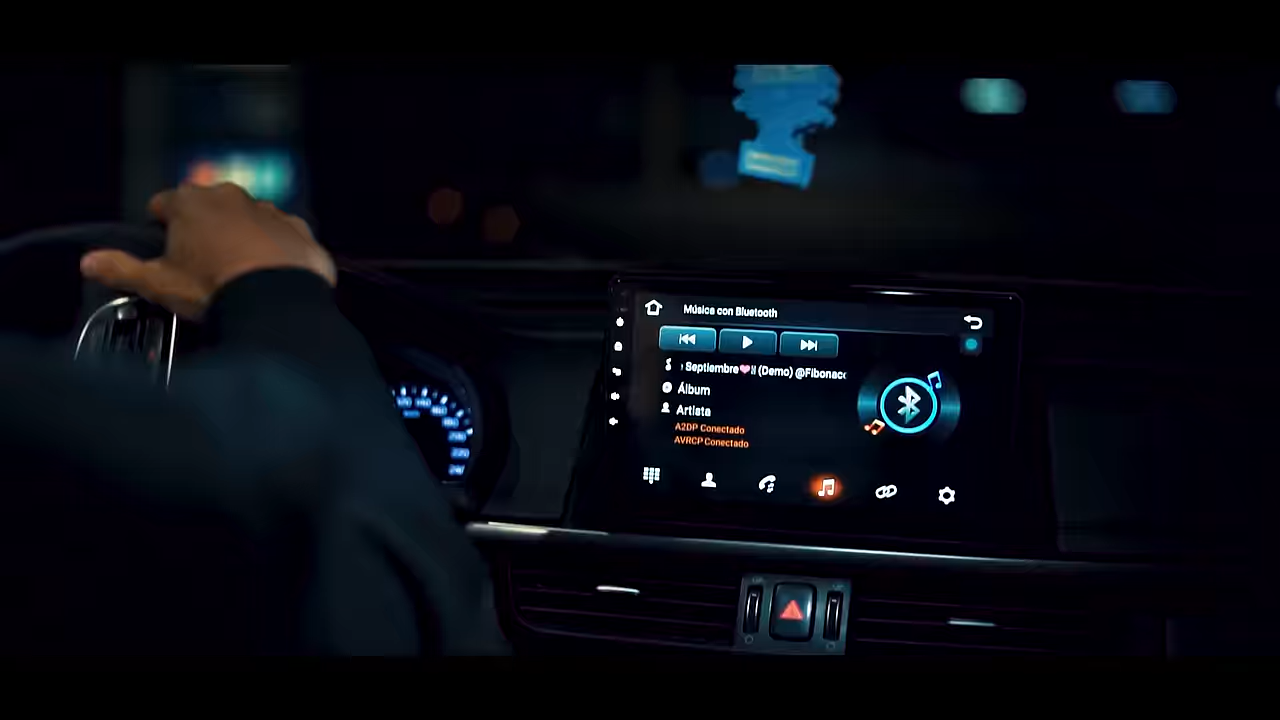 Música con Bluetooth
Septiembre❤️!! (Demo) @Fibonacc
Álbum
Artista
A2DP Conectado
AVRCP Conectado